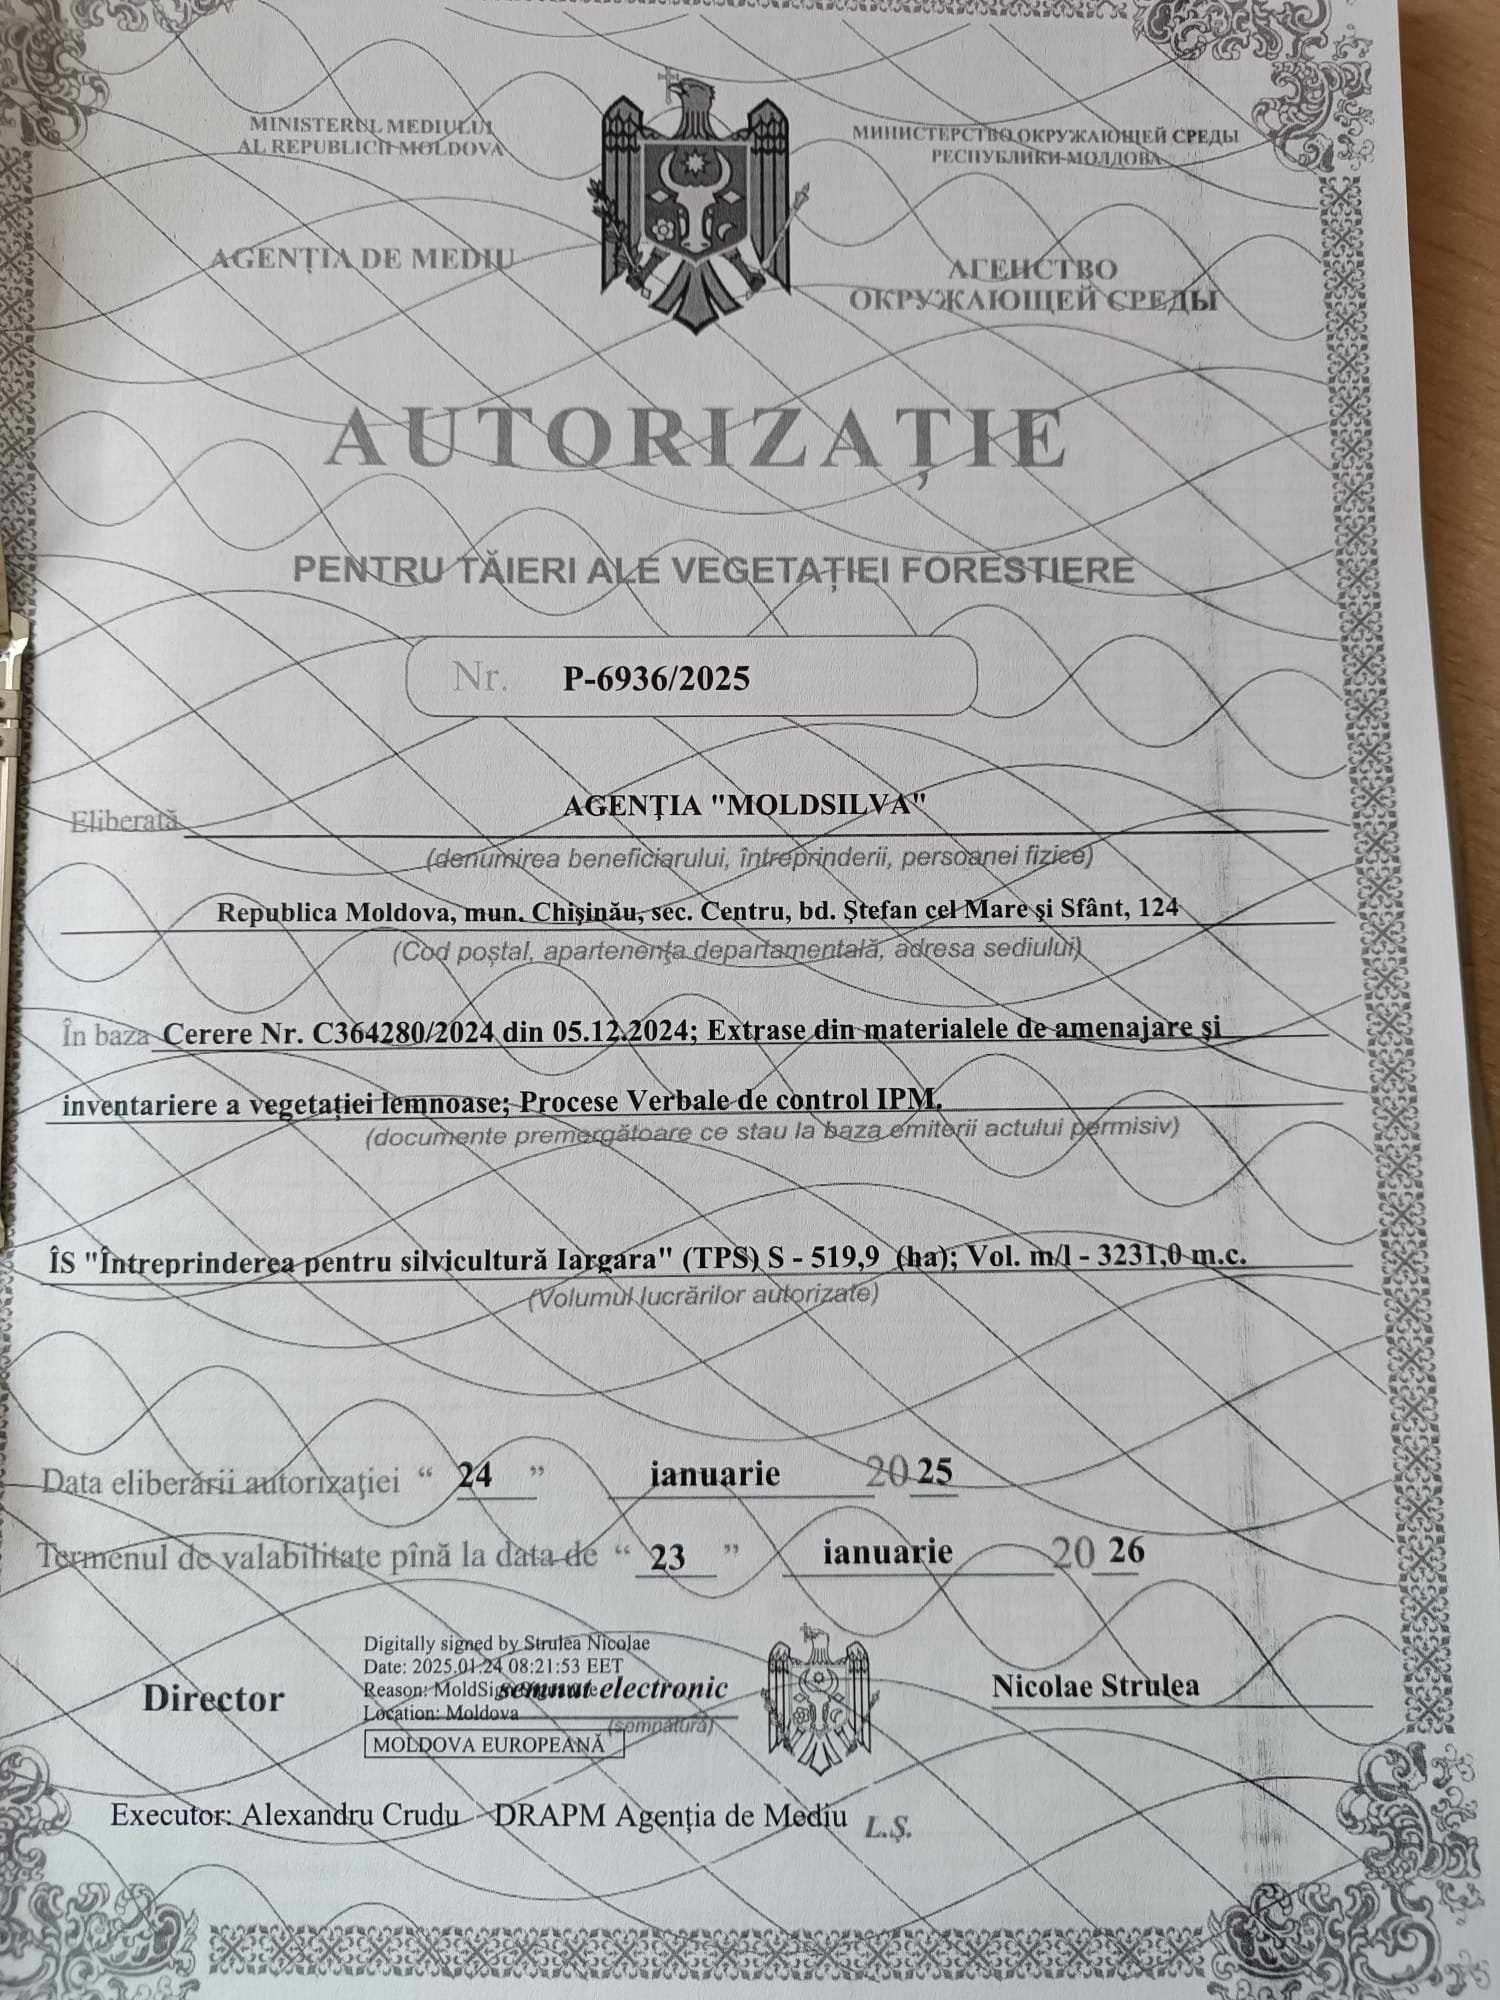 MINISTERUL MEDIULUI
AL REPUBLICII MOLDOVA
МИНИСТЕРСТВО ОКРУЖАЮЩЕЙ СРЕДЫ
РЕСПУБЛИКИ МОЛДОВА
AGENȚIA DE MEDIU
АГЕНСТВО
ОКРУЖАЮЩЕЙ СРЕДЫ
AUTORIZAȚIE
PENTRU TĂIERI ALE VEGETAȚIEI FORESTIERE
Nr. P-6936/2025
Eliberată AGENȚIA "MOLDSILVA"
(denumirea beneficiarului, întreprinderii, persoanei fizice)
Republica Moldova, mun. Chişinău, sec. Centru, bd. Ştefan cel Mare şi Sfânt, 124
(Cod poştal, apartenenţa departamentală, adresa sediului)
În baza Cerere Nr. C364280/2024 din 05.12.2024; Extrase din materialele de amenajare şi
inventariere a vegetației lemnoase; Procese Verbale de control IPM.
(documente premergătoare ce stau la baza emiterii actului permisiv)
ÎS "Întreprinderea pentru silvicultură Iargara" (TPS) S - 519,9 (ha); Vol. m/l - 3231,0 m.c.
(Volumul lucrărilor autorizate)
Data eliberării autorizaţiei “ 24 ” ianuarie 2025
Termenul de valabilitate pînă la data de “ 23 ” ianuarie 2026
Digitally signed by Strulea Nicolae
Date: 2025.01.24 08:21:53 EET
Reason: MoldSign Signature
Location: Moldova
MOLDOVA EUROPEANĂ
Director semnat electronic Nicolae Strulea
(semnătură)
Executor: Alexandru Crudu - DRAPM Agenția de Mediu L.Ş.